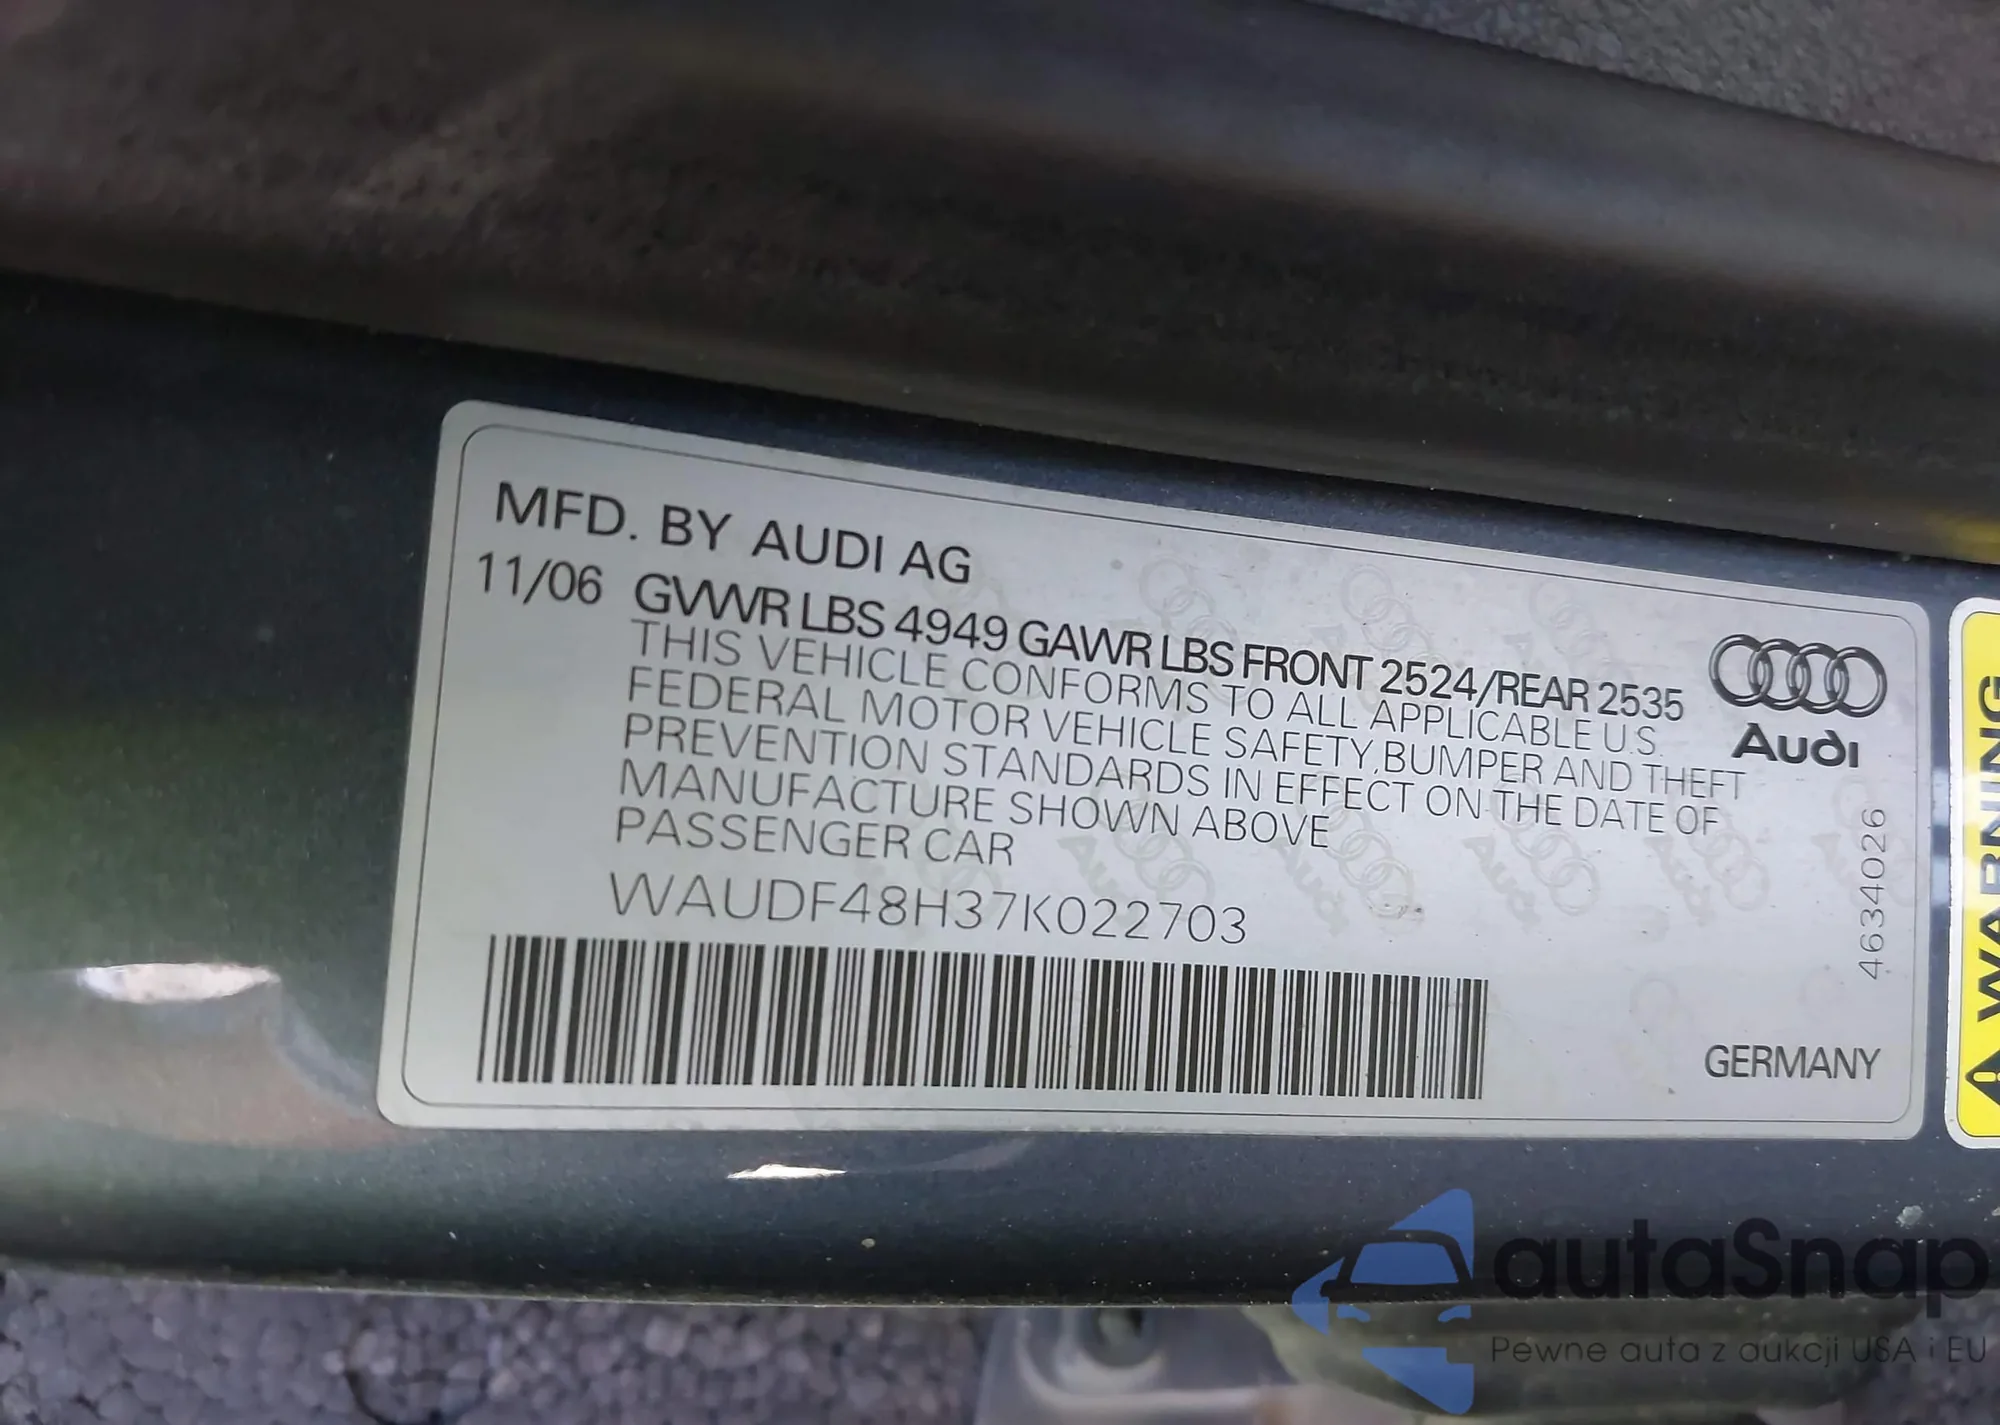 MFD. BY AUDI AG
11/06 GVWR LBS 4949 GAWR LBS FRONT 2524/REAR 2535
THIS VEHICLE CONFORMS TO ALL APPLICABLE U.S.
FEDERAL MOTOR VEHICLE SAFETY,BUMPER AND THEFT
PREVENTION STANDARDS IN EFFECT ON THE DATE OF
MANUFACTURE SHOWN ABOVE
PASSENGER CAR
WAUDF48H37K022703
Audi
4634026
GERMANY
WARNING
autaSnap
Pewne auta z aukcji USA i EU